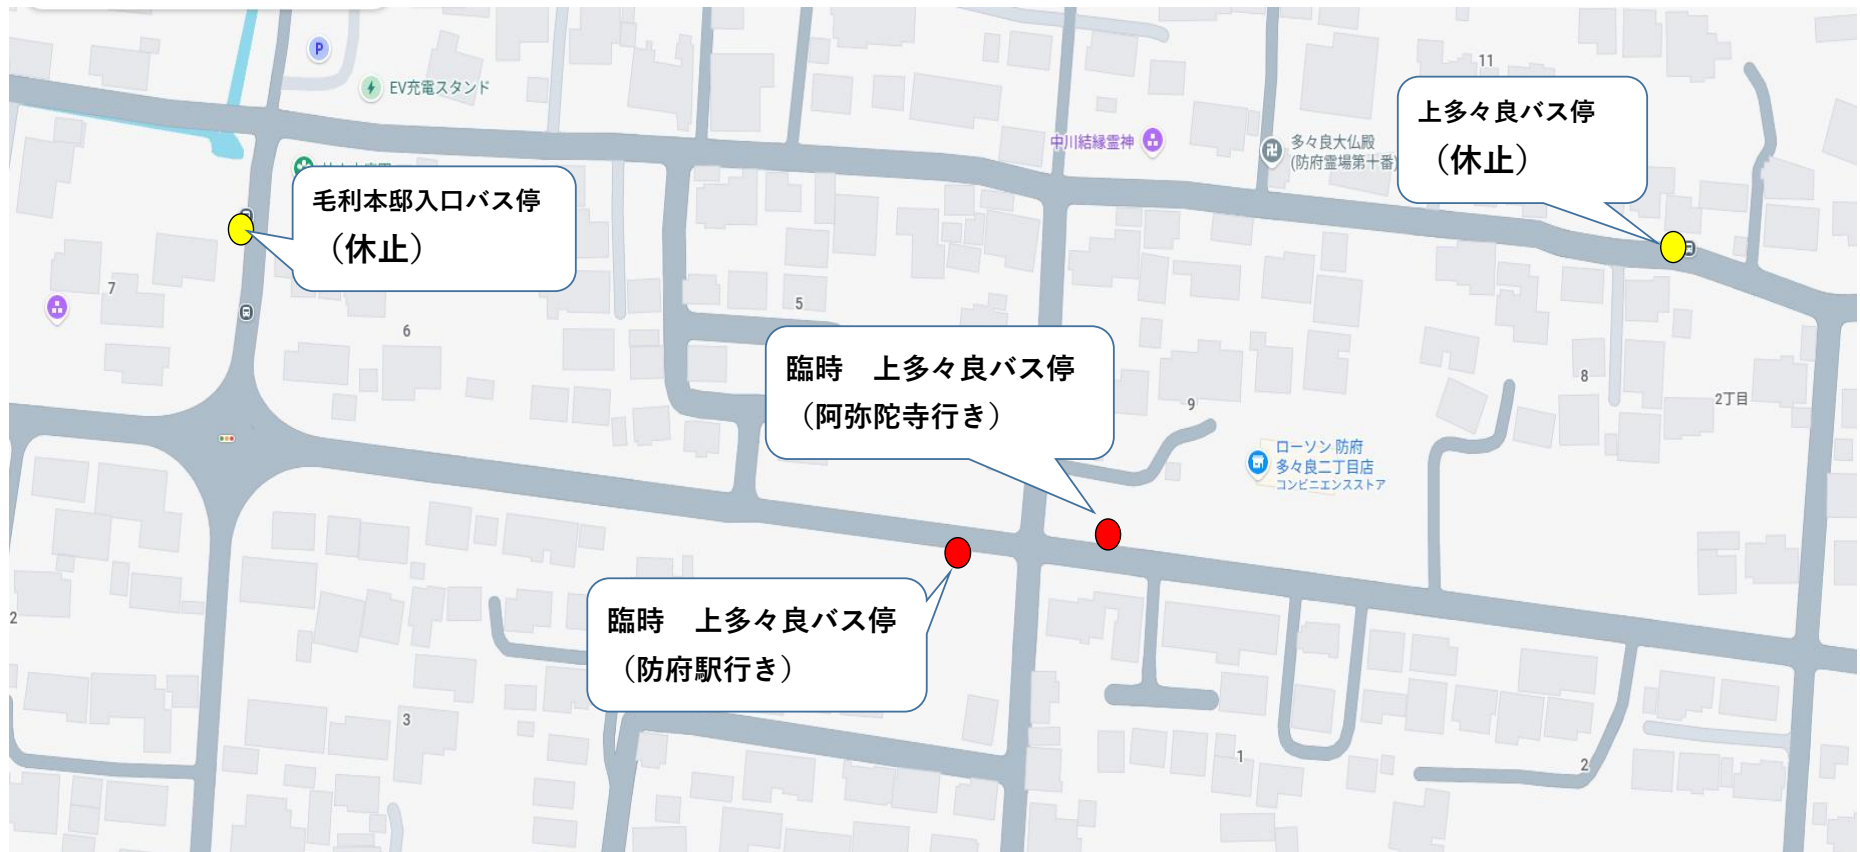 P
EV充電スタンド
11
上多々良バス停
（休止）
中川結縁霊神
多々良大仏殿
(防府霊場第十番)
毛利本邸入口バス停
（休止）
7
5
6
臨時　上多々良バス停
（阿弥陀寺行き）
8
9
2丁目
ローソン 防府
多々良二丁目店
コンビニエンスストア
臨時　上多々良バス停
（防府駅行き）
2
3
1
2